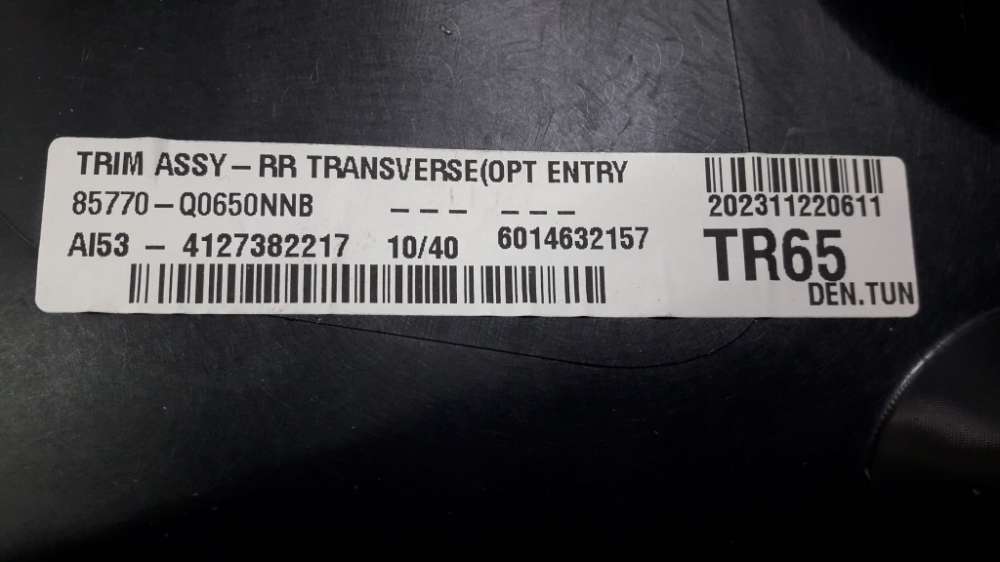 TRIM ASSY-RR TRANSVERSE(OPT ENTRY
85770-Q0650NNB --- ---
AI53 - 4127382217 10/40 6014632157
202311220611
TR65
DEN.TUN